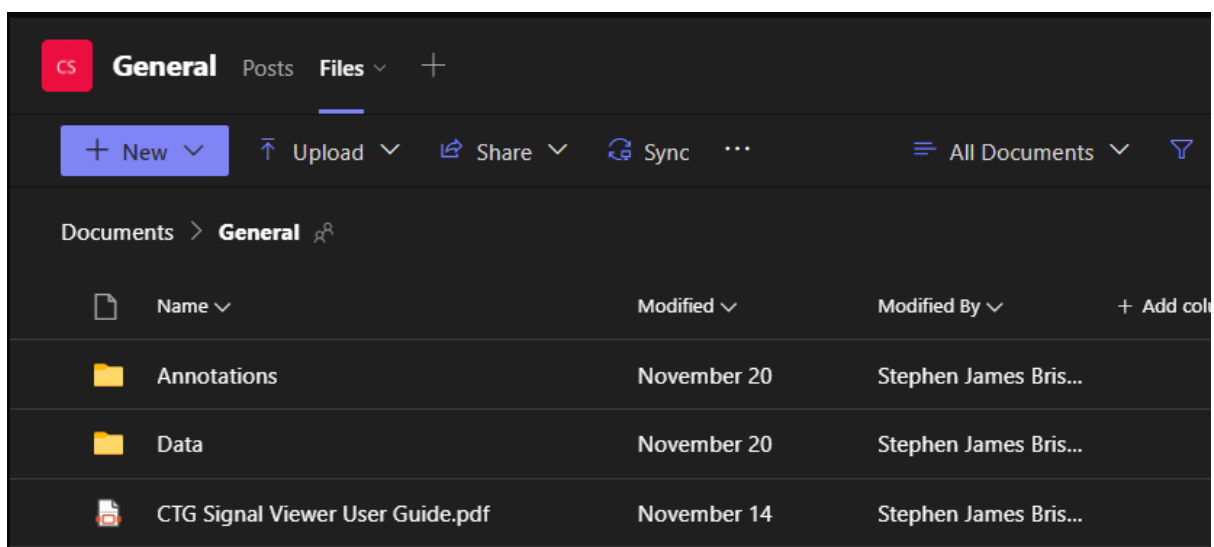 CS General Posts Files
New Upload Share Sync ... All Documents
Documents > General
Name Modified Modified By + Add colu
Annotations November 20 Stephen James Bris...
Data November 20 Stephen James Bris...
CTG Signal Viewer User Guide.pdf November 14 Stephen James Bris...